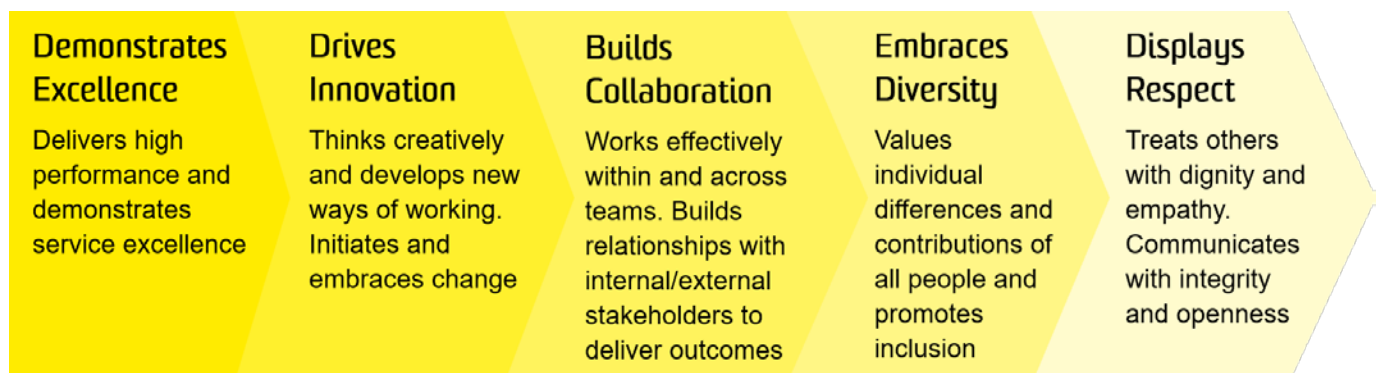 Demonstrates
Excellence
Delivers high
performance and
demonstrates
service excellence
Drives
Innovation
Thinks creatively
and develops new
ways of working.
Initiates and
embraces change
Builds
Collaboration
Works effectively
within and across
teams. Builds
relationships with
internal/external
stakeholders to
deliver outcomes
Embraces
Diversity
Values
individual
differences and
contributions of
all people and
promotes
inclusion
Displays
Respect
Treats others
with dignity and
empathy.
Communicates
with integrity
and openness